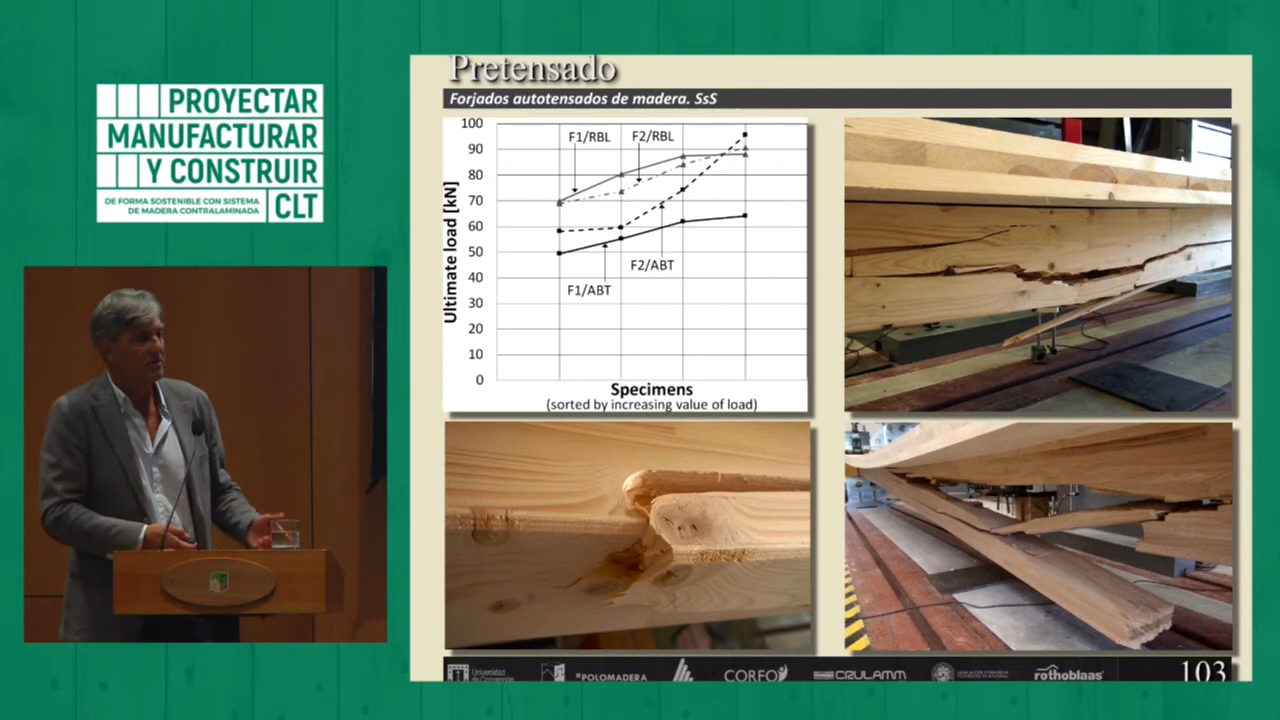 PROYECTAR
MANUFACTURAR
Y CONSTRUIR
DE FORMA SOSTENIBLE CON SISTEMA
DE MADERA CONTRALAMINADA
CLT
Pretensado
Forjados autotensados de madera. SsS
Ultimate load [kN]
100
90
80
70
60
50
40
30
20
10
0
F1/RBL
F2/RBL
F2/ABT
F1/ABT
Specimens
(sorted by increasing value of load)
Universidad
de Concepción
POLOMADERA
CORFO
CRULAMM
rothoblaas
103